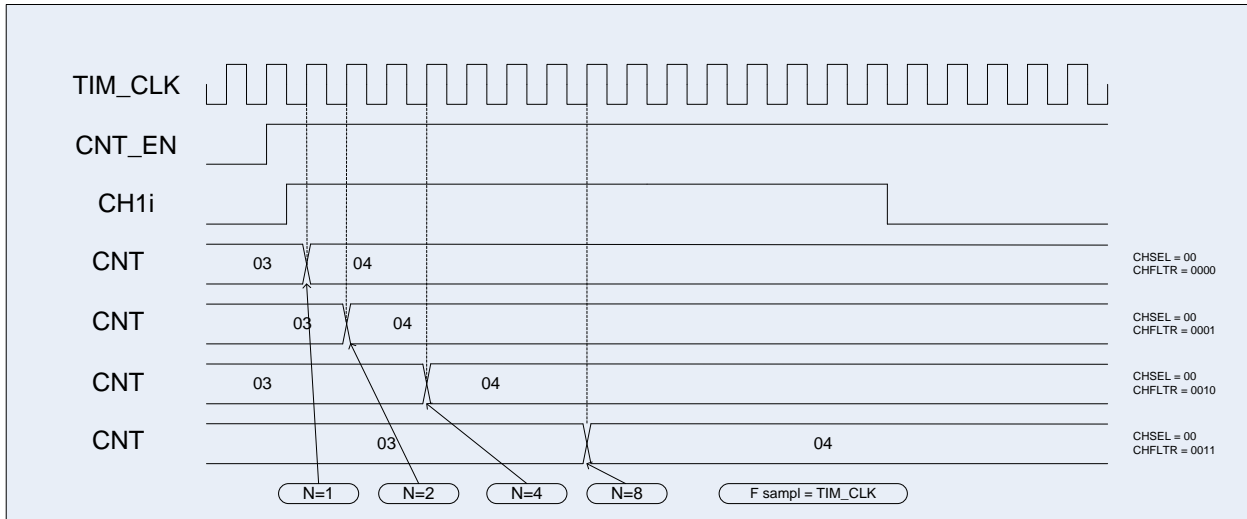 TIM_CLK
CNT_EN
CH1i
CNT
03
04
CHSEL = 00
CHFLTR = 0000
CNT
03
04
CHSEL = 00
CHFLTR = 0001
CNT
03
04
CHSEL = 00
CHFLTR = 0010
CNT
03
04
CHSEL = 00
CHFLTR = 0011
N=1
N=2
N=4
N=8
F sampl = TIM_CLK